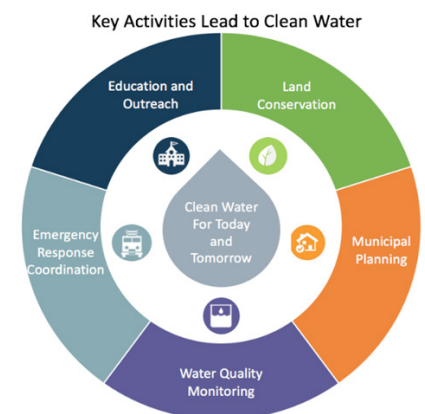 Key Activities Lead to Clean Water
Education and
Outreach
Land
Conservation
Clean Water
For Today
and
Tomorrow
Emergency
Response
Coordination
Municipal
Planning
Water Quality
Monitoring